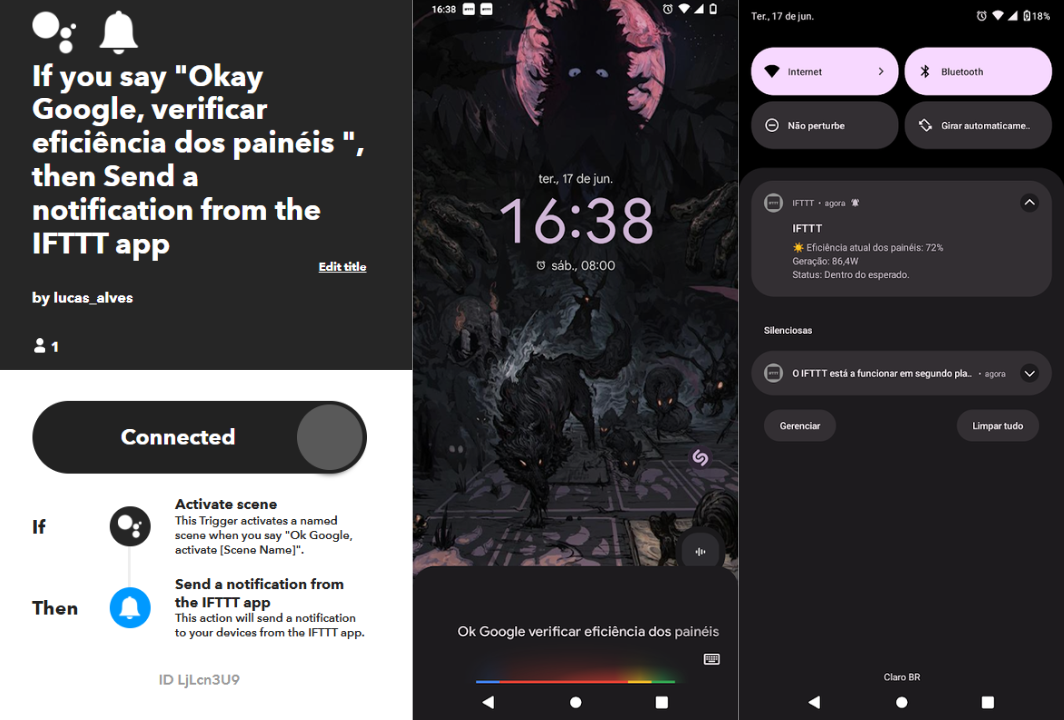 If you say "Okay
Google, verificar
eficiência dos painéis ",
then Send a
notification from the
IFTTT app
Edit title
by lucas_alves
1
Connected
If
Activate scene
This Trigger activates a named
scene when you say "Ok Google,
activate [Scene Name]".
Then
Send a notification from
the IFTTT app
This action will send a notification
to your devices from the IFTTT app.
ID LjLcn3U9
16:38
ter., 17 de jun.
16:38
sáb., 08:00
Ok Google verificar eficiência dos painéis
Ter., 17 de jun.
18%
Internet
Bluetooth
Não perturbe
Girar automaticame..
IFTTT • agora
IFTTT
☀️ Eficiência atual dos painéis: 72%
Geração: 86,4W
Status: Dentro do esperado.
Silenciosas
O IFTTT está a funcionar em segundo pla.. • agora
Gerenciar
Limpar tudo
Claro BR